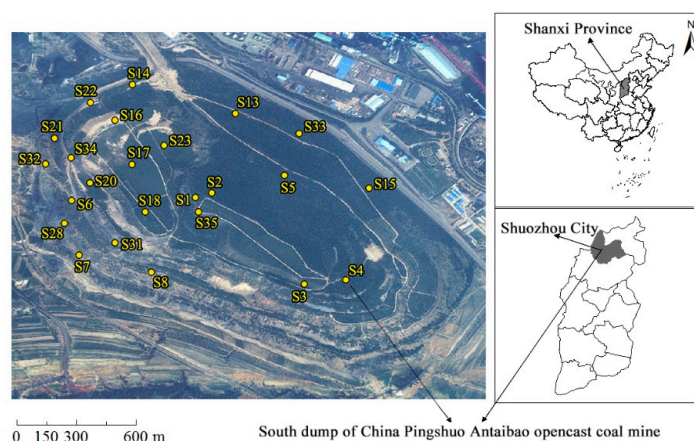 Shanxi Province
N
S14
S22
S16
S13
S33
S21
S23
S34
S32
S17
S20
S2
S5
S15
S1
S6
S18
S35
S28
S31
S7
S8
S4
S3
Shuozhou City
0 150 300 600 m
South dump of China Pingshuo Antaibao opencast coal mine